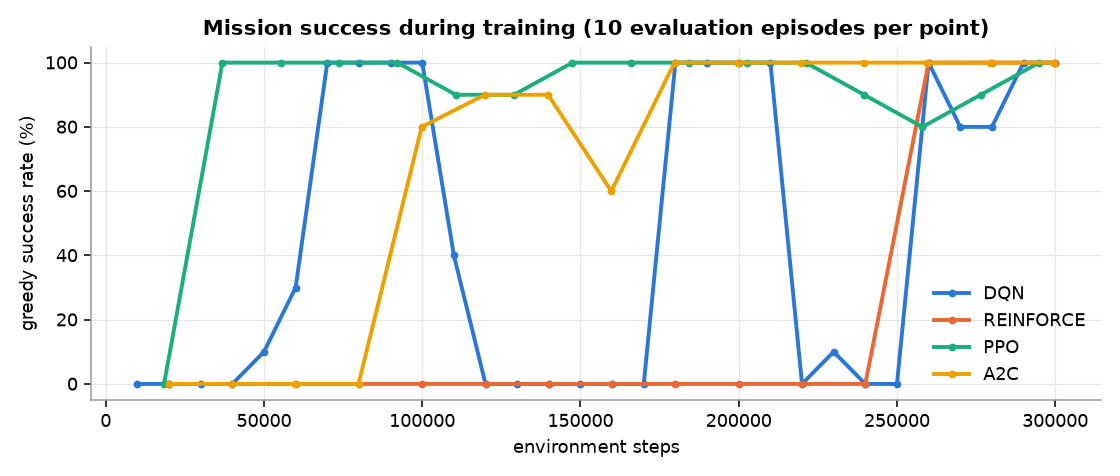 Mission success during training (10 evaluation episodes per point)
greedy success rate (%)
100
80
60
40
20
0
0 50000 100000 150000 200000 250000 300000
environment steps
DQN
REINFORCE
PPO
A2C